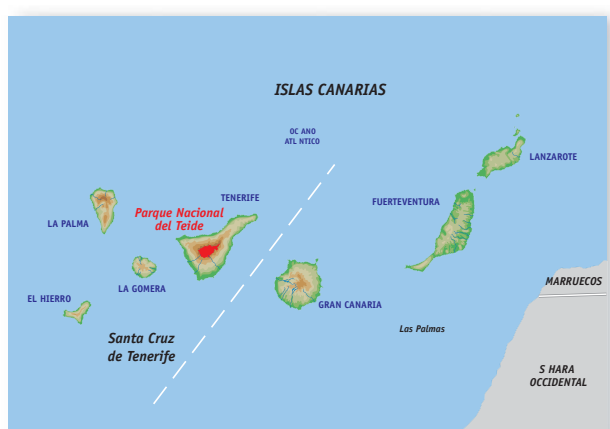 ISLAS CANARIAS
OC ANO
ATL NTICO
LANZAROTE
TENERIFE
FUERTEVENTURA
Parque Nacional
del Teide
LA PALMA
LA GOMERA
EL HIERRO
GRAN CANARIA
MARRUECOS
Las Palmas
Santa Cruz
de Tenerife
S HARA
OCCIDENTAL